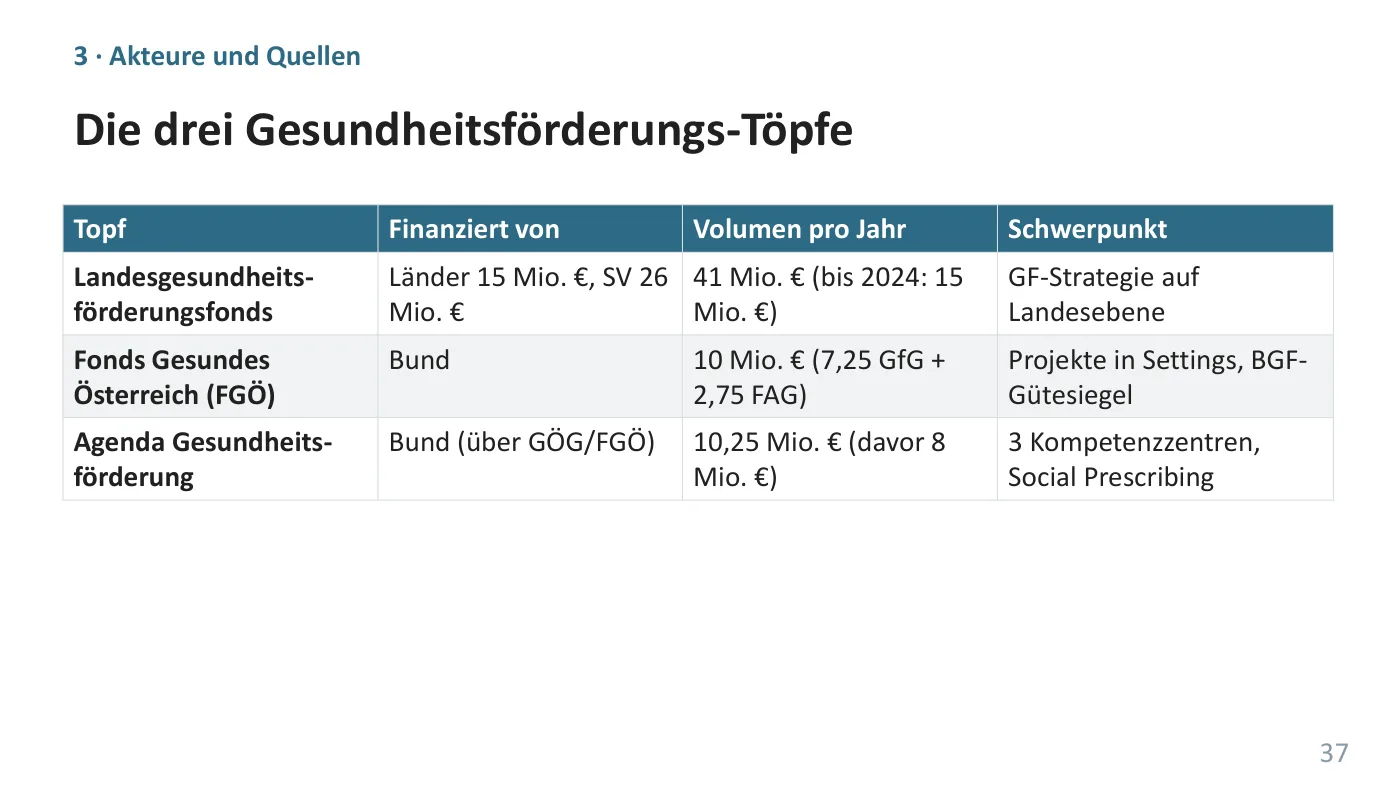 3 · Akteure und Quellen
Die drei Gesundheitsförderungs-Töpfe
Topf
Finanziert von
Volumen pro Jahr
Schwerpunkt
Landesgesundheits-
förderungsfonds
Länder 15 Mio. €, SV 26
Mio. €
41 Mio. € (bis 2024: 15
Mio. €)
GF-Strategie auf
Landesebene
Fonds Gesundes
Österreich (FGÖ)
Bund
10 Mio. € (7,25 GfG +
2,75 FAG)
Projekte in Settings, BGF-
Gütesiegel
Agenda Gesundheits-
förderung
Bund (über GÖG/FGÖ)
10,25 Mio. € (davor 8
Mio. €)
3 Kompetenzzentren,
Social Prescribing
37